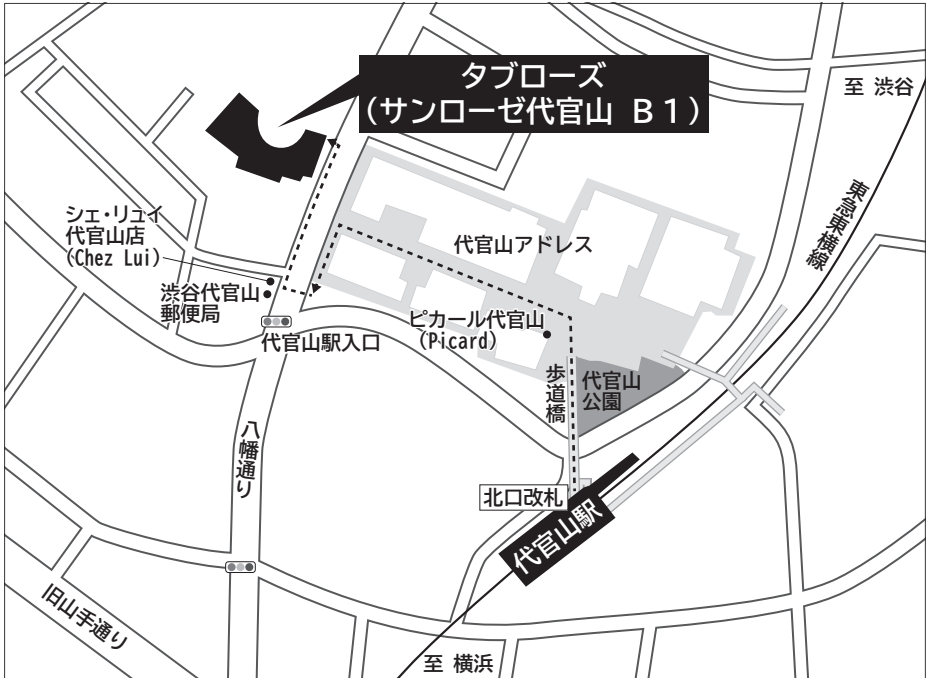 タブローズ
（サンローゼ代官山 B1）
至 渋谷
東急東横線
シェ・リュイ
代官山店
(Chez Lui)
渋谷代官山
郵便局
代官山アドレス
ピカール代官山
(Picard)
代官山駅入口
歩道橋
代官山
公園
八幡通り
北口改札
代官山駅
旧山手通り
至 横浜